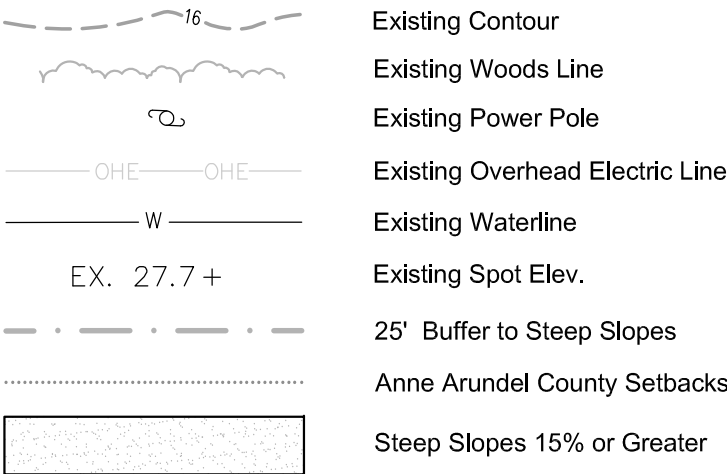 16 Existing Contour
Existing Woods Line
Existing Power Pole
OHE OHE Existing Overhead Electric Line
W Existing Waterline
EX. 27.7+ Existing Spot Elev.
25' Buffer to Steep Slopes
Anne Arundel County Setbacks
Steep Slopes 15% or Greater